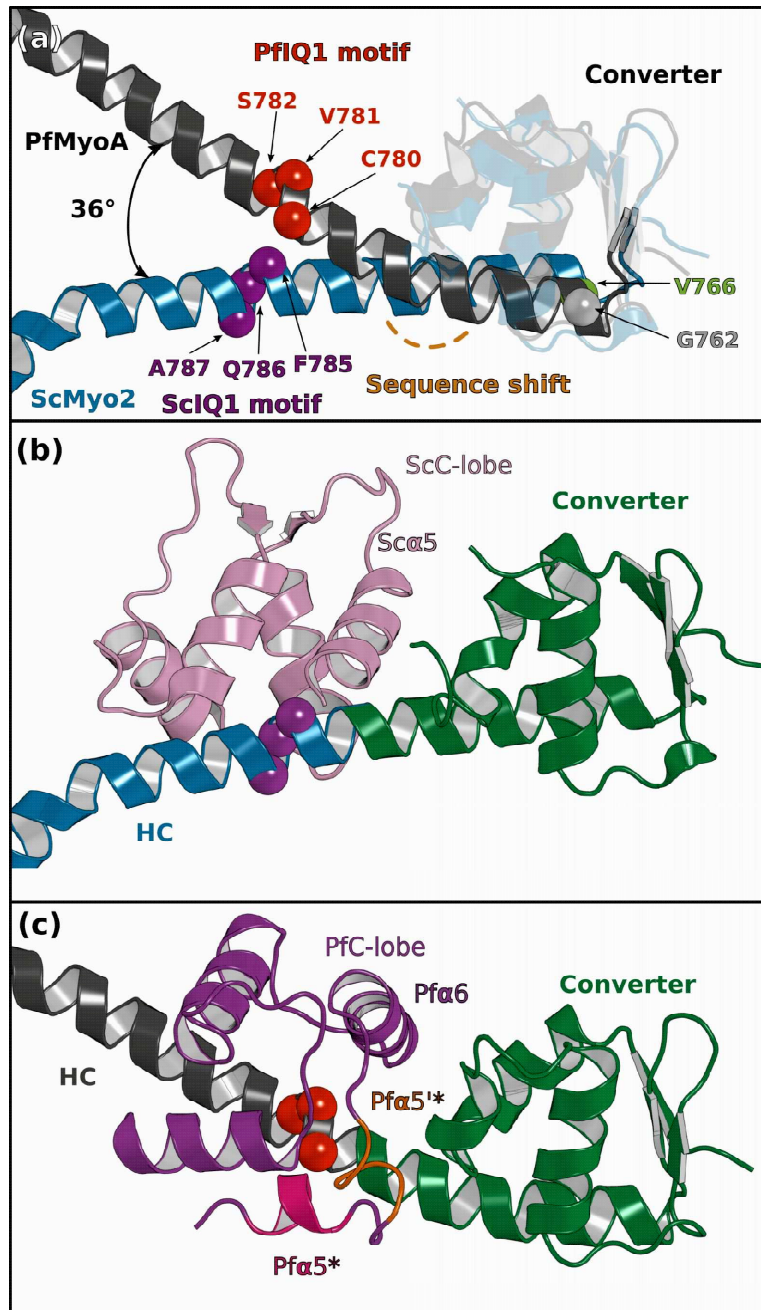 (a)
PfIQ1 motif
Converter
S782
V781
PfMyoA
C780
36°
V766
G762
A787 Q786 F785
Sequence shift
ScMyo2
ScIQ1 motif
(b)
ScC-lobe
Converter
Scα5
HC
(c)
PfC-lobe
Pfα6
Converter
HC
Pfα5'*
Pfα5*